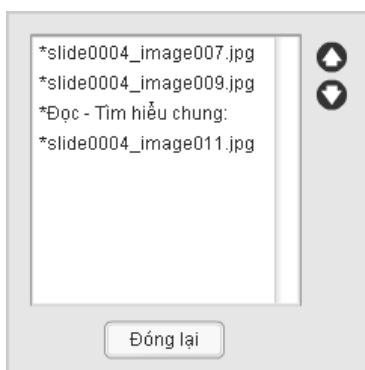 *slide0004_image007.jpg
*slide0004_image009.jpg
*Đọc - Tìm hiểu chung:
*slide0004_image011.jpg
Đóng lại